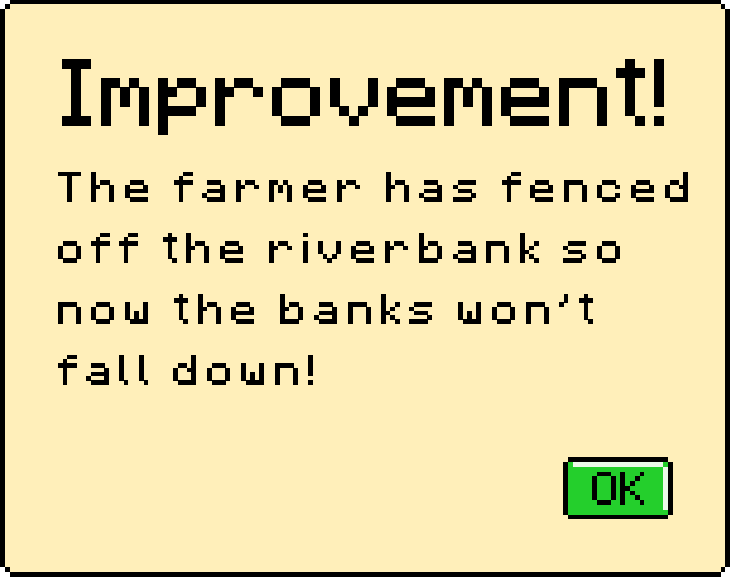 Improvement!
The farmer has fenced
off the riverbank so
now the banks won't
fall down!
OK